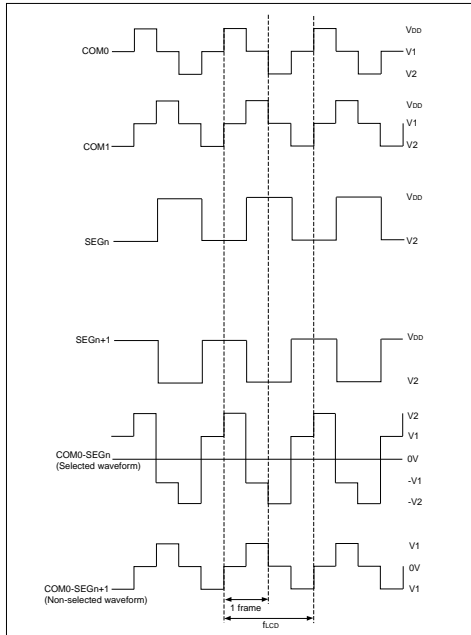 VDD
COM0
V1
V2
VDD
V1
COM1
V2
VDD
SEGn
V2
SEGn+1
VDD
V2
V2
V1
COM0-SEGn
(Selected waveform)
0V
-V1
-V2
V1
0V
COM0-SEGn+1
(Non-selected waveform)
V1
1 frame
fLCD